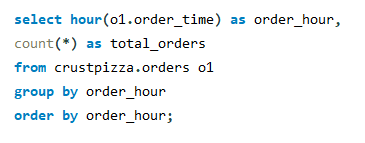 select hour(o1.order_time) as order_hour,
count(*) as total_orders
from crustpizza.orders o1
group by order_hour
order by order_hour;